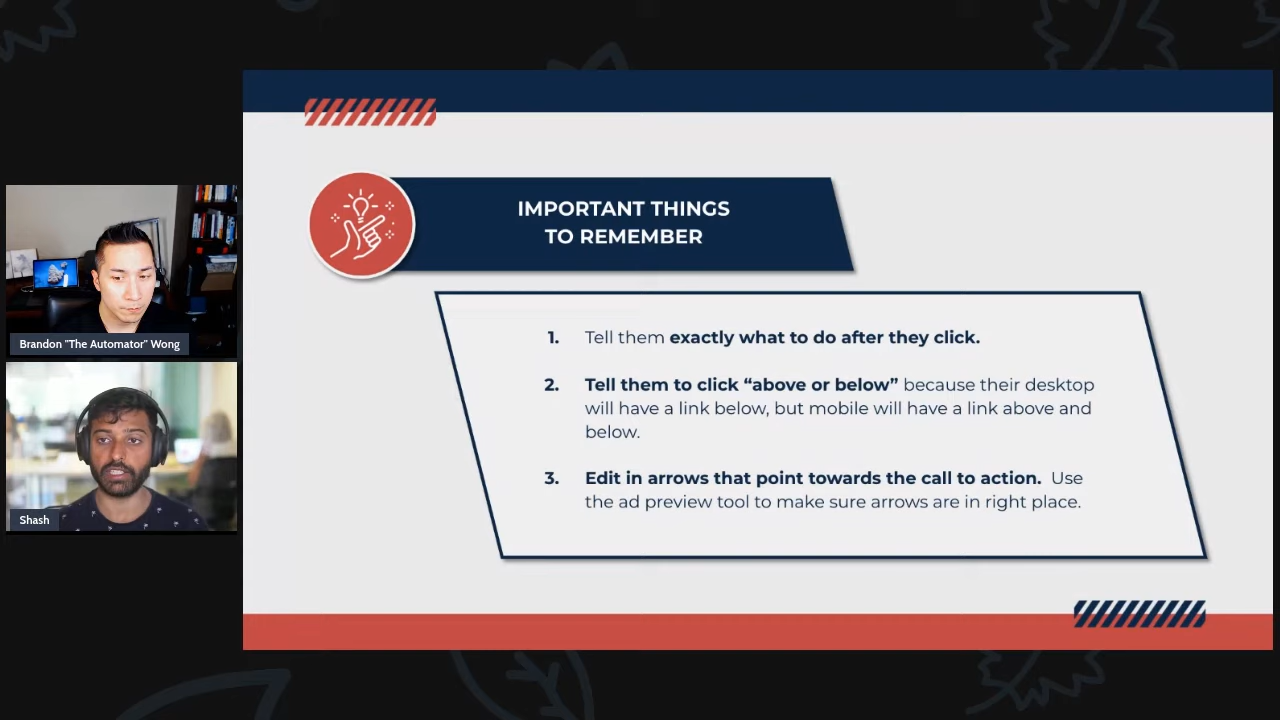 IMPORTANT THINGS
TO REMEMBER
1. Tell them exactly what to do after they click.
2. Tell them to click “above or below” because their desktop
will have a link below, but mobile will have a link above and
below.
3. Edit in arrows that point towards the call to action. Use
the ad preview tool to make sure arrows are in right place.
Brandon "The Automator" Wong
Shash